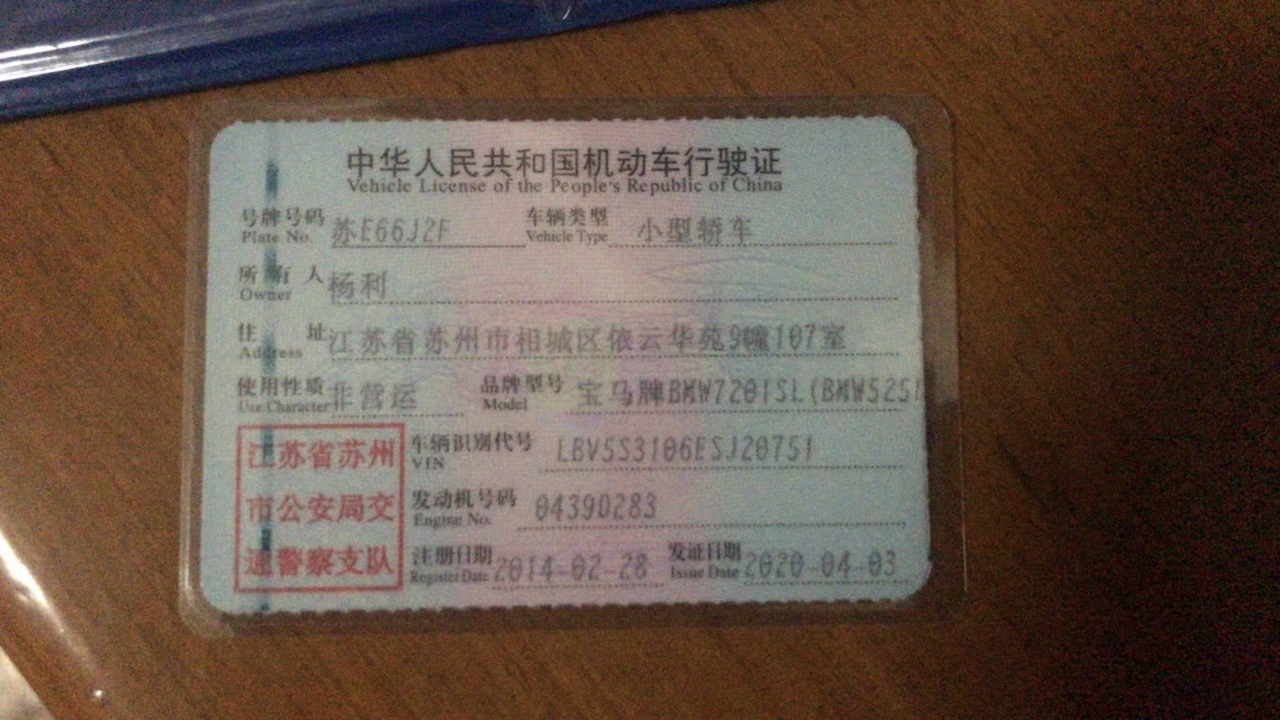 中华人民共和国机动车行驶证
Vehicle License of the People's Republic of China
号牌号码 苏E66J2F 车辆类型 小型轿车
Plate No. Vehicle Type
所有人 杨利
Owner
住址 江苏省苏州市相城区依云华苑9幢107室
Address
使用性质 非营运 品牌型号 宝马牌BMW7201SL(BMW525l
Use Character Model
江苏省苏州 车辆识别代号 LBV5S3106ESJ20751
VIN
市公安局交 发动机号码 0439D283
Engine No.
通警察支队 注册日期 2014-02-28 发证日期 2020-04-03
Register Date Issue Date